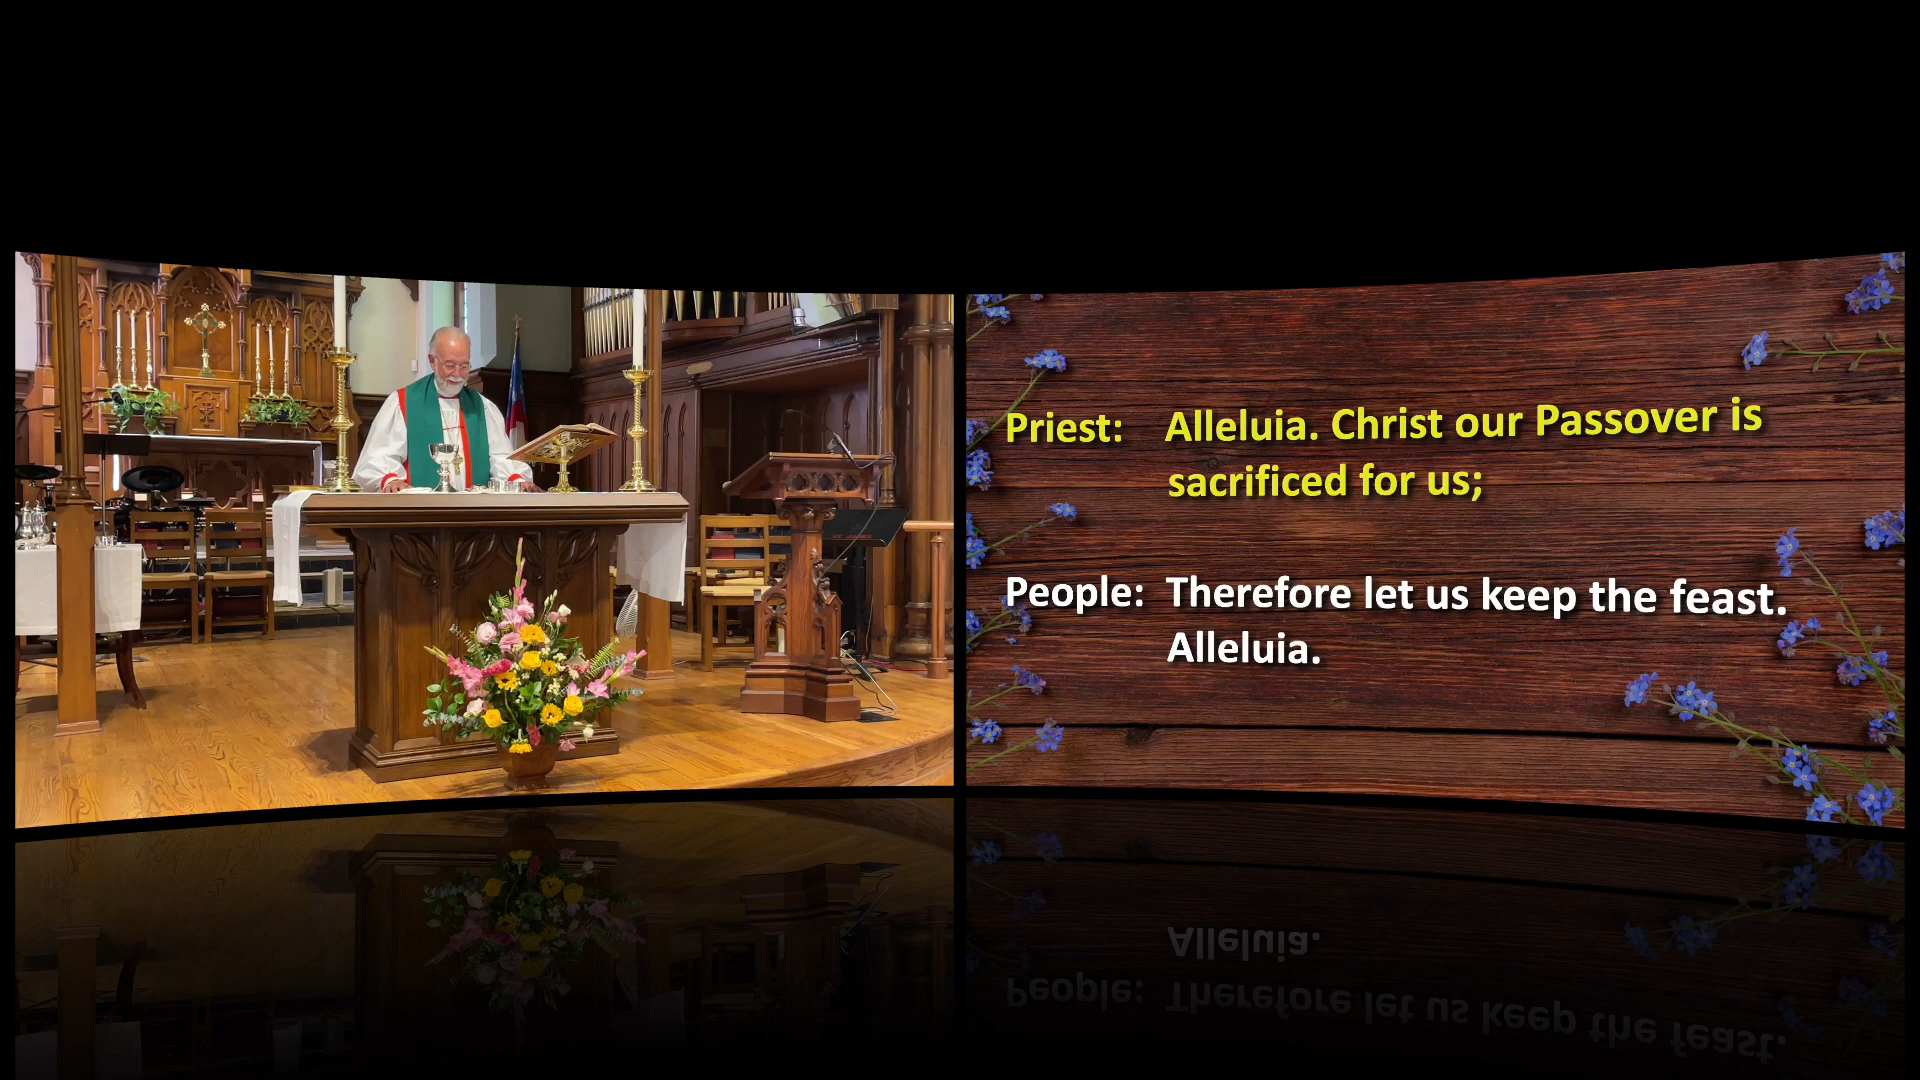 Priest: Alleluia. Christ our Passover is
sacrificed for us;
People: Therefore let us keep the feast.
Alleluia.